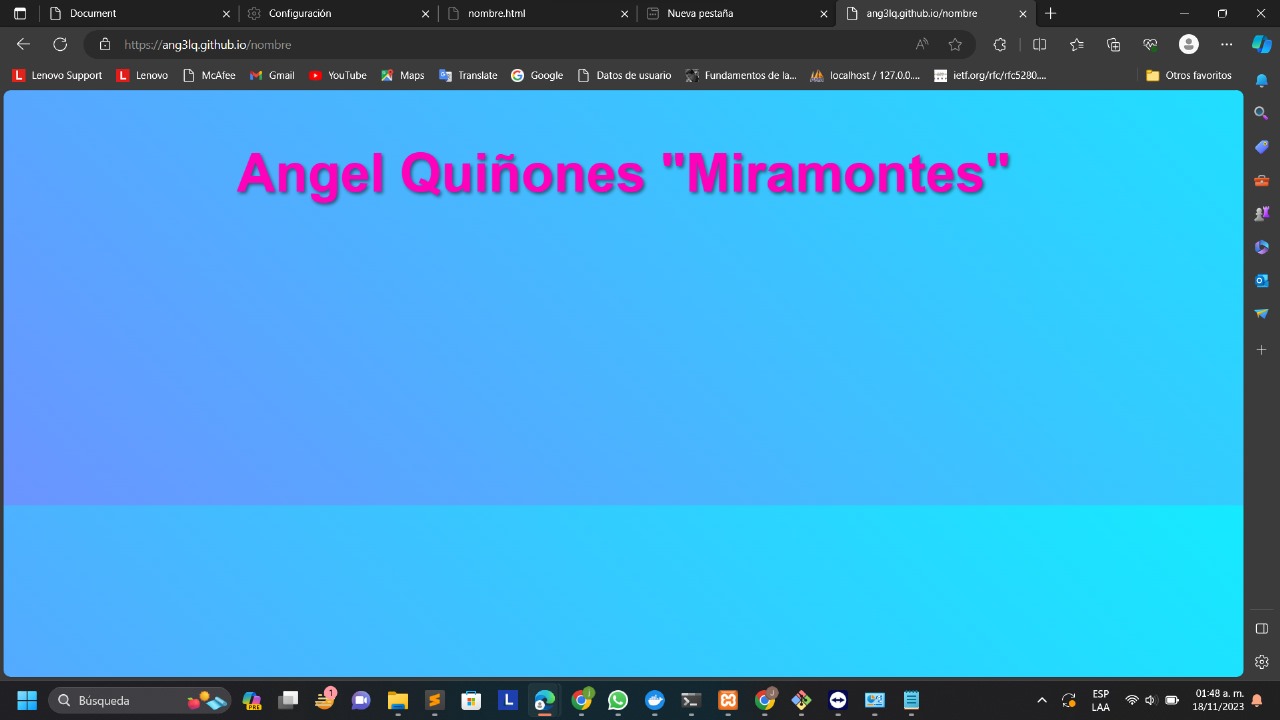 Document
Configuración
nombre.html
Nueva pestaña
ang3lq.github.io/nombre
https://ang3lq.github.io/nombre
Lenovo Support
Lenovo
McAfee
Gmail
YouTube
Maps
Translate
Google
Datos de usuario
Fundamentos de la...
localhost / 127.0.0....
ietf.org/rfc/rfc5280....
Otros favoritos
Angel Quiñones "Miramontes"
Búsqueda
PRE
1
L
ESP
LAA
01:48 a. m.
18/11/2023